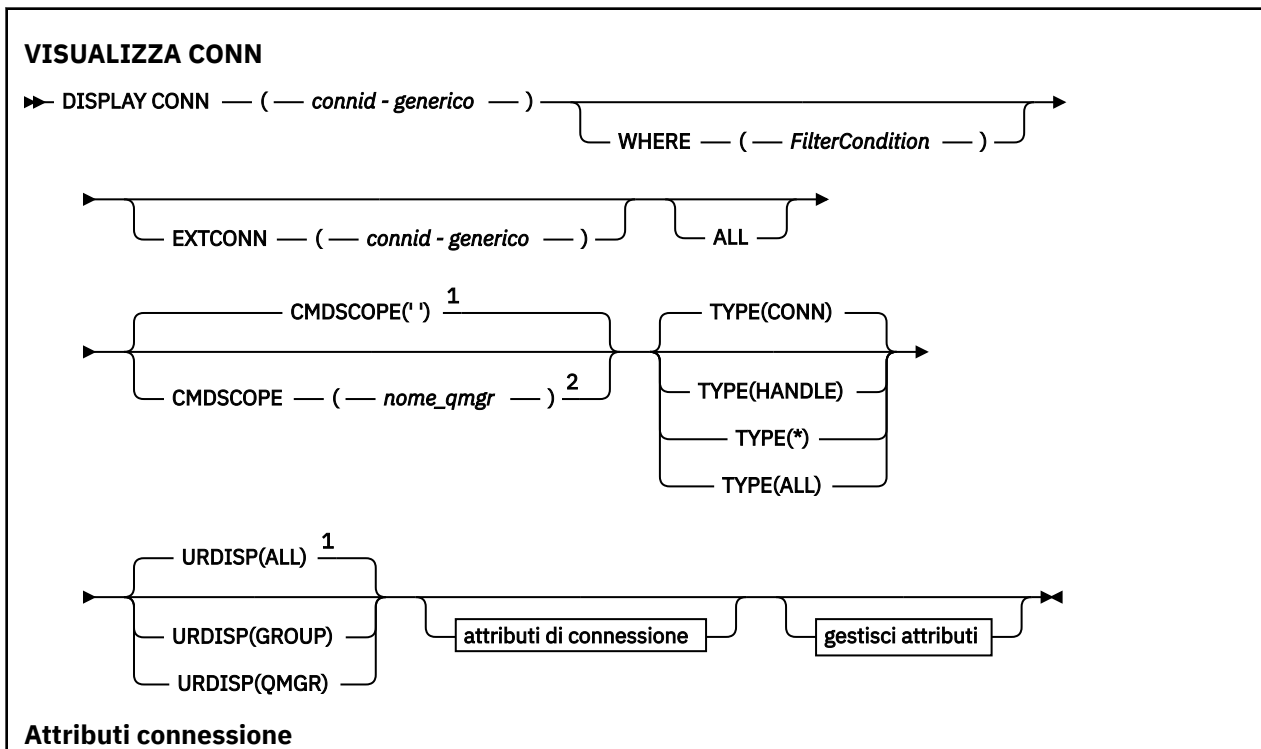 VISUALIZZA CONN
DISPLAY CONN ( connid - generico )
WHERE ( FilterCondition )
EXTCONN ( connid - generico )
ALL
CMDSCOPE(' ') 1
CMDSCOPE ( nome_qmgr ) 2
TYPE(CONN)
TYPE(HANDLE)
TYPE(*)
TYPE(ALL)
URDISP(ALL) 1
URDISP(GROUP)
URDISP(QMGR)
attributi di connessione
gestisci attributi
Attributi connessione